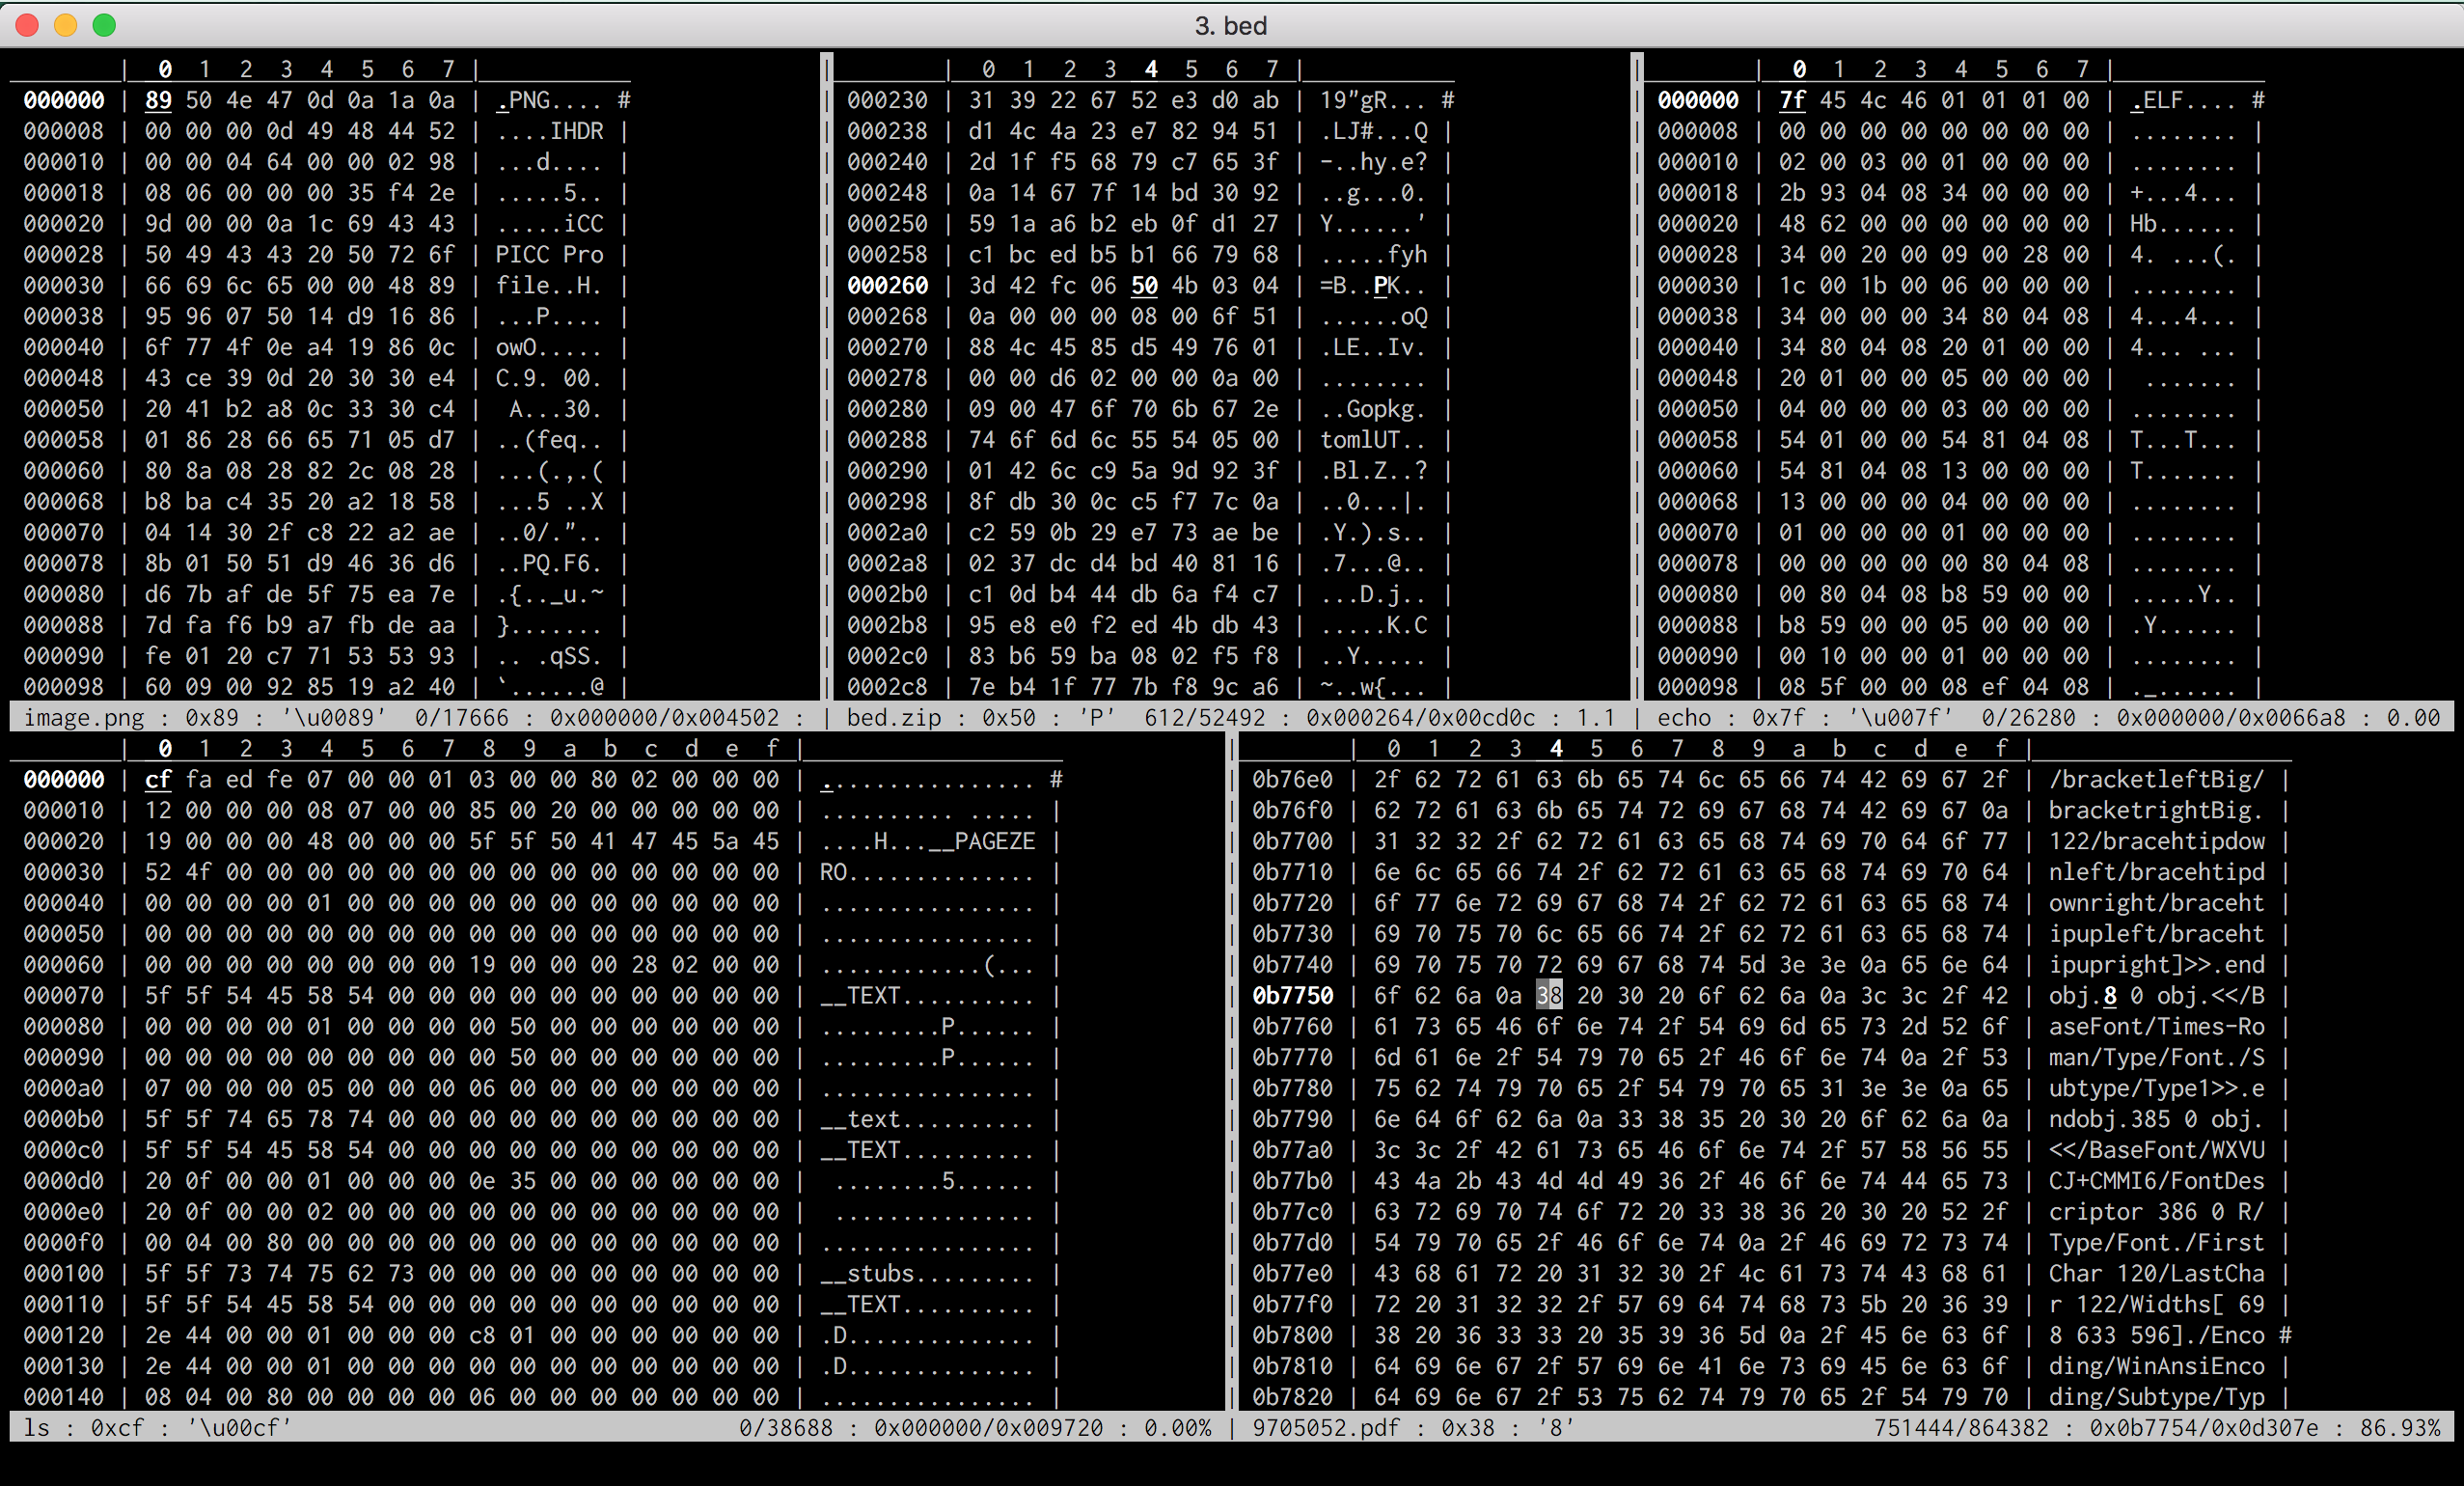 3. bed
| 0 1 2 3 4 5 6 7 |
000000 | 89 50 4e 47 0d 0a 1a 0a | .PNG.... #
000008 | 00 00 00 0d 49 48 44 52 | ....IHDR |
000010 | 00 00 04 64 00 00 02 98 | ...d.... |
000018 | 08 06 00 00 00 35 f4 2e | .....5.. |
000020 | 9d 00 00 0a 1c 69 43 43 | .....iCC |
000028 | 50 49 43 43 20 50 72 6f | PICC Pro |
000030 | 66 69 6c 65 00 00 48 89 | file..H. |
000038 | 95 96 07 50 14 d9 16 86 | ...P.... |
000040 | 6f 77 4f 0e a4 19 86 0c | owO..... |
000048 | 43 ce 39 0d 20 30 30 e4 | C.9. 00. |
000050 | 20 41 b2 a8 0c 33 30 c4 |  A...30. |
000058 | 01 86 28 66 65 71 05 d7 | ..(feq.. |
000060 | 80 8a 08 28 82 2c 08 28 | ...(.,.( |
000068 | b8 ba c4 35 20 a2 18 58 | ...5 ..X |
000070 | 04 14 30 2f c8 22 a2 ae | ..0/.".. |
000078 | 8b 01 50 51 d9 46 36 d6 | ..PQ.F6. |
000080 | d6 7b af de 5f 75 ea 7e | .{.._u.~ |
000088 | 7d fa f6 b9 a7 fb de aa | }....... |
000090 | fe 01 20 c7 71 53 53 93 | .. .qSS. |
000098 | 60 09 00 92 85 19 a2 40 | `......@ |
image.png : 0x89 : '\u0089' 0/17666 : 0x000000/0x004502 :
| 0 1 2 3 4 5 6 7 |
000230 | 31 39 22 67 52 e3 d0 ab | 19"gR... #
000238 | d1 4c 4a 23 e7 82 94 51 | .LJ#...Q |
000240 | 2d 1f f5 68 79 c7 65 3f | -..hy.e? |
000248 | 0a 14 67 7f 14 bd 30 92 | ..g...0. |
000250 | 59 1a a6 b2 eb 0f d1 27 | Y......' |
000258 | c1 bc ed b5 b1 66 79 68 | .....fyh |
000260 | 3d 42 fc 06 50 4b 03 04 | =B..PK.. |
000268 | 0a 00 00 00 08 00 6f 51 | ......oQ |
000270 | 88 4c 45 85 d5 49 76 01 | .LE..Iv. |
000278 | 00 00 d6 02 00 00 0a 00 | ........ |
000280 | 09 00 47 6f 70 6b 67 2e | ..Gopkg. |
000288 | 74 6f 6d 6c 55 54 05 00 | tomlUT.. |
000290 | 01 42 6c c9 5a 9d 92 3f | .Bl.Z..? |
000298 | 8f db 30 0c c5 f7 7c 0a | ..0...|. |
0002a0 | c2 59 0b 29 e7 73 ae be | .Y.).s.. |
0002a8 | 02 37 dc d4 bd 40 81 16 | .7...@.. |
0002b0 | c1 0d b4 44 db 6a f4 c7 | ...D.j.. |
0002b8 | 95 e8 e0 f2 ed 4b db 43 | .....K.C |
0002c0 | 83 b6 59 ba 08 02 f5 f8 | ..Y..... |
0002c8 | 7e b4 1f 77 7b f8 9c a6 | ~..w{... |
bed.zip : 0x50 : 'P' 612/52492 : 0x000264/0x00cd0c : 1.1
| 0 1 2 3 4 5 6 7 |
000000 | 7f 45 4c 46 01 01 01 00 | .ELF.... #
000008 | 00 00 00 00 00 00 00 00 | ........ |
000010 | 02 00 03 00 01 00 00 00 | ........ |
000018 | 2b 93 04 08 34 00 00 00 | +...4... |
000020 | 48 62 00 00 00 00 00 00 | Hb...... |
000028 | 34 00 20 00 09 00 28 00 | 4. ...(. |
000030 | 1c 00 1b 00 06 00 00 00 | ........ |
000038 | 34 00 00 00 34 80 04 08 | 4...4... |
000040 | 34 80 04 08 20 01 00 00 | 4... ... |
000048 | 20 01 00 00 05 00 00 00 |  ....... |
000050 | 04 00 00 00 03 00 00 00 | ........ |
000058 | 54 01 00 00 54 81 04 08 | T...T... |
000060 | 54 81 04 08 13 00 00 00 | T....... |
000068 | 13 00 00 00 04 00 00 00 | ........ |
000070 | 01 00 00 00 01 00 00 00 | ........ |
000078 | 00 00 00 00 00 80 04 08 | ........ |
000080 | 00 80 04 08 b8 59 00 00 | .....Y.. |
000088 | b8 59 00 00 05 00 00 00 | .Y...... |
000090 | 00 10 00 00 01 00 00 00 | ........ |
000098 | 08 5f 00 00 08 ef 04 08 | ._...... |
echo : 0x7f : '\u007f' 0/26280 : 0x000000/0x0066a8 : 0.00
| 0 1 2 3 4 5 6 7 8 9 a b c d e f |
000000 | cf fa ed fe 07 00 00 01 03 00 00 80 02 00 00 00 | ................ #
000010 | 12 00 00 00 08 07 00 00 85 00 20 00 00 00 00 00 | .......... ..... |
000020 | 19 00 00 00 48 00 00 00 5f 5f 50 41 47 45 5a 45 | ....H...__PAGEZE |
000030 | 52 4f 00 00 00 00 00 00 00 00 00 00 00 00 00 00 | RO.............. |
000040 | 00 00 00 00 01 00 00 00 00 00 00 00 00 00 00 00 | ................ |
000050 | 00 00 00 00 00 00 00 00 00 00 00 00 00 00 00 00 | ................ |
000060 | 00 00 00 00 00 00 00 00 19 00 00 00 28 02 00 00 | ............(... |
000070 | 5f 5f 54 45 58 54 00 00 00 00 00 00 00 00 00 00 | __TEXT.......... |
000080 | 00 00 00 00 01 00 00 00 00 50 00 00 00 00 00 00 | .........P...... |
000090 | 00 00 00 00 00 00 00 00 00 50 00 00 00 00 00 00 | .........P...... |
0000a0 | 07 00 00 00 05 00 00 00 06 00 00 00 00 00 00 00 | ................ |
0000b0 | 5f 5f 74 65 78 74 00 00 00 00 00 00 00 00 00 00 | __text.......... |
0000c0 | 5f 5f 54 45 58 54 00 00 00 00 00 00 00 00 00 00 | __TEXT.......... |
0000d0 | 20 0f 00 00 01 00 00 00 0e 35 00 00 00 00 00 00 |  ........5...... |
0000e0 | 20 0f 00 00 02 00 00 00 00 00 00 00 00 00 00 00 |  ............... |
0000f0 | 00 04 00 80 00 00 00 00 00 00 00 00 00 00 00 00 | ................ |
000100 | 5f 5f 73 74 75 62 73 00 00 00 00 00 00 00 00 00 | __stubs......... |
000110 | 5f 5f 54 45 58 54 00 00 00 00 00 00 00 00 00 00 | __TEXT.......... |
000120 | 2e 44 00 00 01 00 00 00 c8 01 00 00 00 00 00 00 | .D.............. |
000130 | 2e 44 00 00 01 00 00 00 00 00 00 00 00 00 00 00 | .D.............. |
000140 | 08 04 00 80 00 00 00 00 06 00 00 00 00 00 00 00 | ................ |
ls : 0xcf : '\u00cf' 0/38688 : 0x000000/0x009720 : 0.00%
| 0 1 2 3 4 5 6 7 8 9 a b c d e f |
0b76e0 | 2f 62 72 61 63 6b 65 74 6c 65 66 74 42 69 67 2f | /bracketleftBig/ |
0b76f0 | 62 72 61 63 6b 65 74 72 69 67 68 74 42 69 67 0a | bracketrightBig. |
0b7700 | 31 32 32 2f 62 72 61 63 65 68 74 69 70 64 6f 77 | 122/bracehtipdow |
0b7710 | 6e 6c 65 66 74 2f 62 72 61 63 65 68 74 69 70 64 | nleft/bracehtipd |
0b7720 | 6f 77 6e 72 69 67 68 74 2f 62 72 61 63 65 68 74 | ownright/braceht |
0b7730 | 69 70 75 70 6c 65 66 74 2f 62 72 61 63 65 68 74 | ipupleft/braceht |
0b7740 | 69 70 75 70 72 69 67 68 74 5d 3e 3e 0a 65 6e 64 | ipupright]>>.end |
0b7750 | 6f 62 6a 0a 38 20 30 20 6f 62 6a 0a 3c 3c 2f 42 | obj.8 0 obj.<</B |
0b7760 | 61 73 65 46 6f 6e 74 2f 54 69 6d 65 73 2d 52 6f | aseFont/Times-Ro |
0b7770 | 6d 61 6e 2f 54 79 70 65 2f 46 6f 6e 74 0a 2f 53 | man/Type/Font./S |
0b7780 | 75 62 74 79 70 65 2f 54 79 70 65 31 3e 3e 0a 65 | ubtype/Type1>>.e |
0b7790 | 6e 64 6f 62 6a 0a 33 38 35 20 30 20 6f 62 6a 0a | ndobj.385 0 obj. |
0b77a0 | 3c 3c 2f 42 61 73 65 46 6f 6e 74 2f 57 58 56 55 | <</BaseFont/WXVU |
0b77b0 | 43 4a 2b 43 4d 4d 49 36 2f 46 6f 6e 74 44 65 73 | CJ+CMMI6/FontDes |
0b77c0 | 63 72 69 70 74 6f 72 20 33 38 36 20 30 20 52 2f | criptor 386 0 R/ |
0b77d0 | 54 79 70 65 2f 46 6f 6e 74 0a 2f 46 69 72 73 74 | Type/Font./First |
0b77e0 | 43 68 61 72 20 31 32 30 2f 4c 61 73 74 43 68 61 | Char 120/LastCha |
0b77f0 | 72 20 31 32 32 2f 57 69 64 74 68 73 5b 20 36 39 | r 122/Widths[ 69 |
0b7800 | 38 20 36 33 33 20 35 39 36 5d 0a 2f 45 6e 63 6f | 8 633 596]./Enco #
0b7810 | 64 69 6e 67 2f 57 69 6e 41 6e 73 69 45 6e 63 6f | ding/WinAnsiEnco |
0b7820 | 64 69 6e 67 2f 53 75 62 74 79 70 65 2f 54 79 70 | ding/Subtype/Typ |
9705052.pdf : 0x38 : '8' 751444/864382 : 0x0b7754/0x0d307e : 86.93%